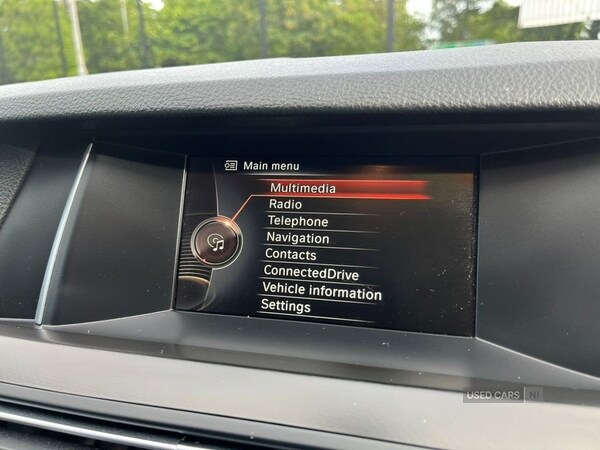 Main menu
Multimedia
Radio
Telephone
Navigation
Contacts
ConnectedDrive
Vehicle information
Settings
USED CARS NI